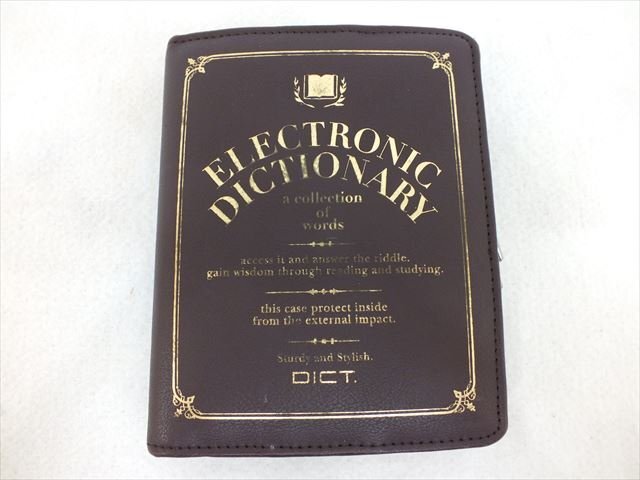 ELECTRONIC
DICTIONARY
a collection
of
words
access it and answer the riddle.
gain wisdom through reading and studying.
this case protect inside
from the external impact.
Sturdy and Stylish.
DICT.